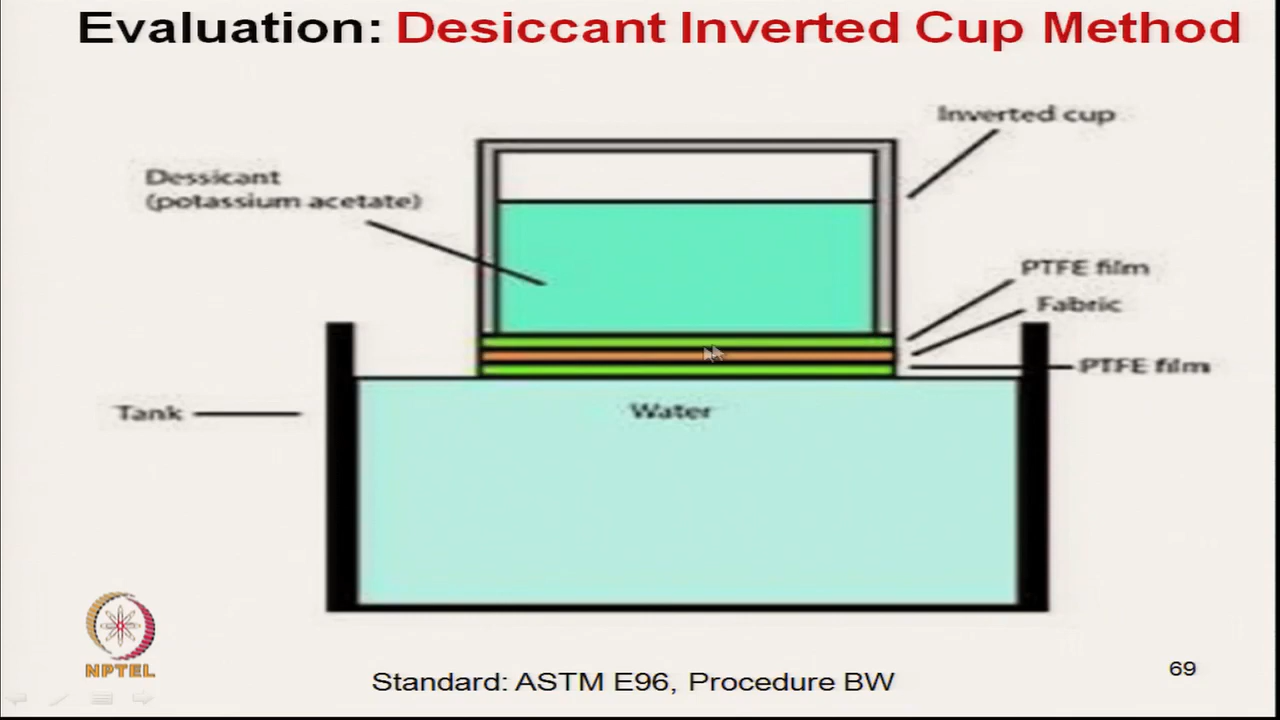 Evaluation: Desiccant Inverted Cup Method
Inverted cup
Dessicant
(potassium acetate)
PTFE film
Fabric
PTFE film
Tank
Water
NPTEL
Standard: ASTM E96, Procedure BW
69